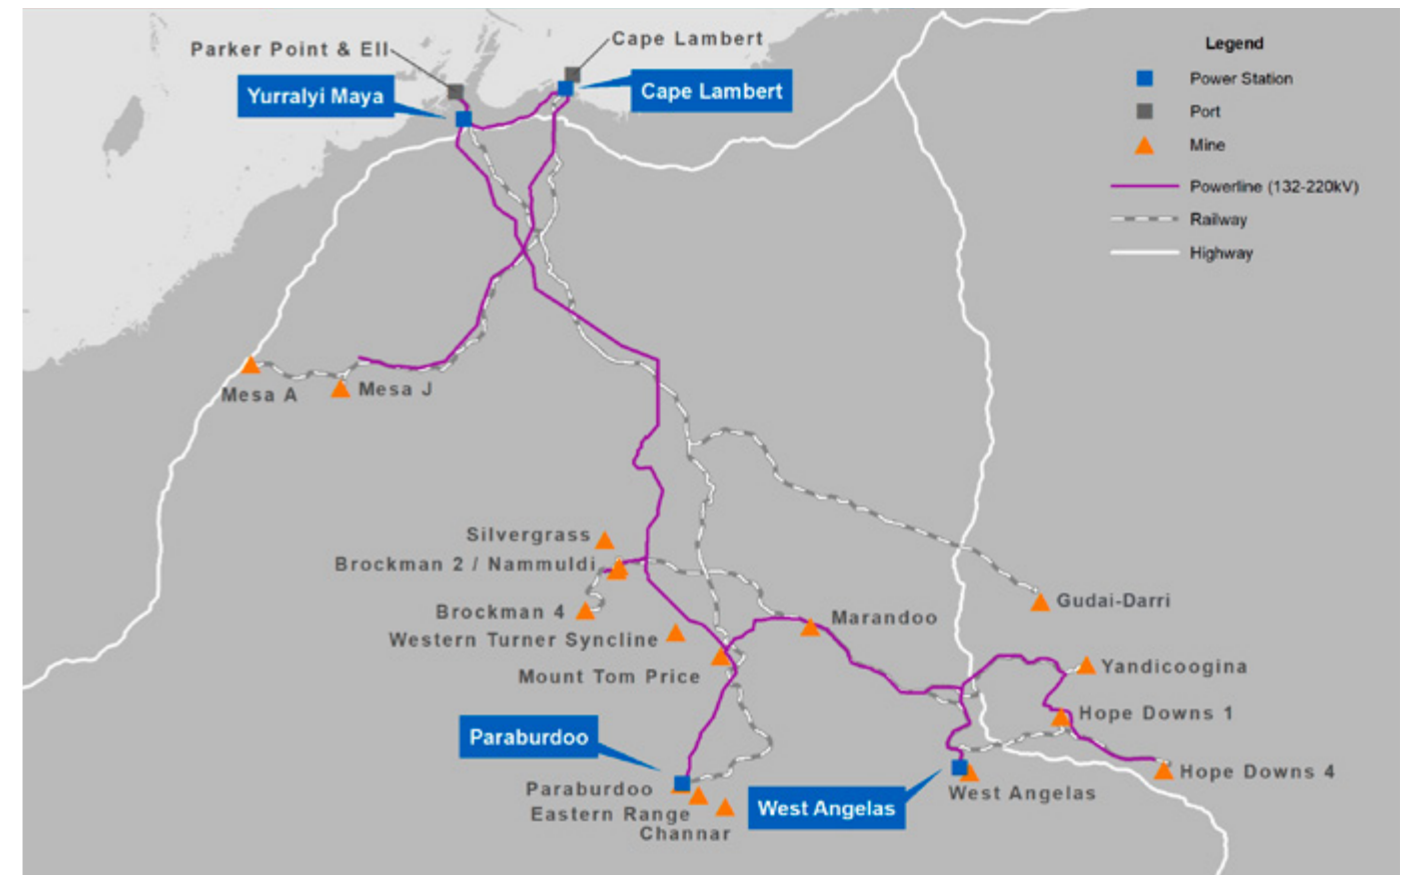 Parker Point & EII
Cape Lambert
Yurralyi Maya
Cape Lambert
Legend
Power Station
Port
Mine
Powerline (132-220kV)
Railway
Highway
Mesa A
Mesa J
Silvergrass
Brockman 2 / Nammuldi
Brockman 4
Western Turner Syncline
Mount Tom Price
Marandoo
Gudai-Darri
Yandicoogina
Hope Downs 1
Hope Downs 4
Paraburdoo
Paraburdoo
Eastern Range
Channar
West Angelas
West Angelas